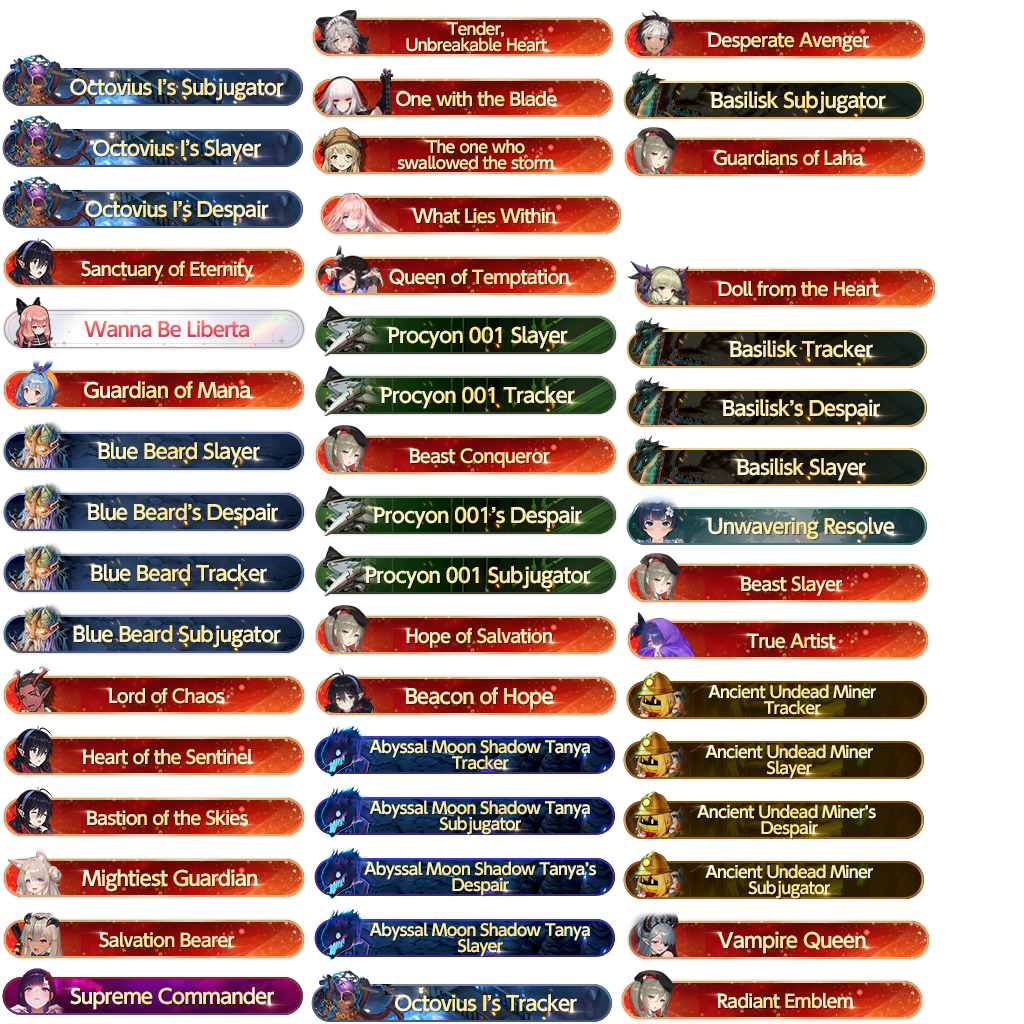 Octovius I's Subjugator
Octovius I's Slayer
Octovius I's Despair
Sanctuary of Eternity
Wanna Be Liberta
Guardian of Mana
Blue Beard Slayer
Blue Beard's Despair
Blue Beard Tracker
Blue Beard Subjugator
Lord of Chaos
Heart of the Sentinel
Bastion of the Skies
Mightiest Guardian
Salvation Bearer
Supreme Commander
Tender,
Unbreakable Heart
One with the Blade
The one who
swallowed the storm
What Lies Within
Queen of Temptation
Procyon 001 Slayer
Procyon 001 Tracker
Beast Conqueror
Procyon 001's Despair
Procyon 001 Subjugator
Hope of Salvation
Beacon of Hope
Abyssal Moon Shadow Tanya
Tracker
Abyssal Moon Shadow Tanya
Subjugator
Abyssal Moon Shadow Tanya's
Despair
Abyssal Moon Shadow Tanya
Slayer
Octovius I's Tracker
Desperate Avenger
Basilisk Subjugator
Guardians of Laha
Doll from the Heart
Basilisk Tracker
Basilisk's Despair
Basilisk Slayer
Unwavering Resolve
Beast Slayer
True Artist
Ancient Undead Miner
Tracker
Ancient Undead Miner
Slayer
Ancient Undead Miner's
Despair
Ancient Undead Miner
Subjugator
Vampire Queen
Radiant Emblem